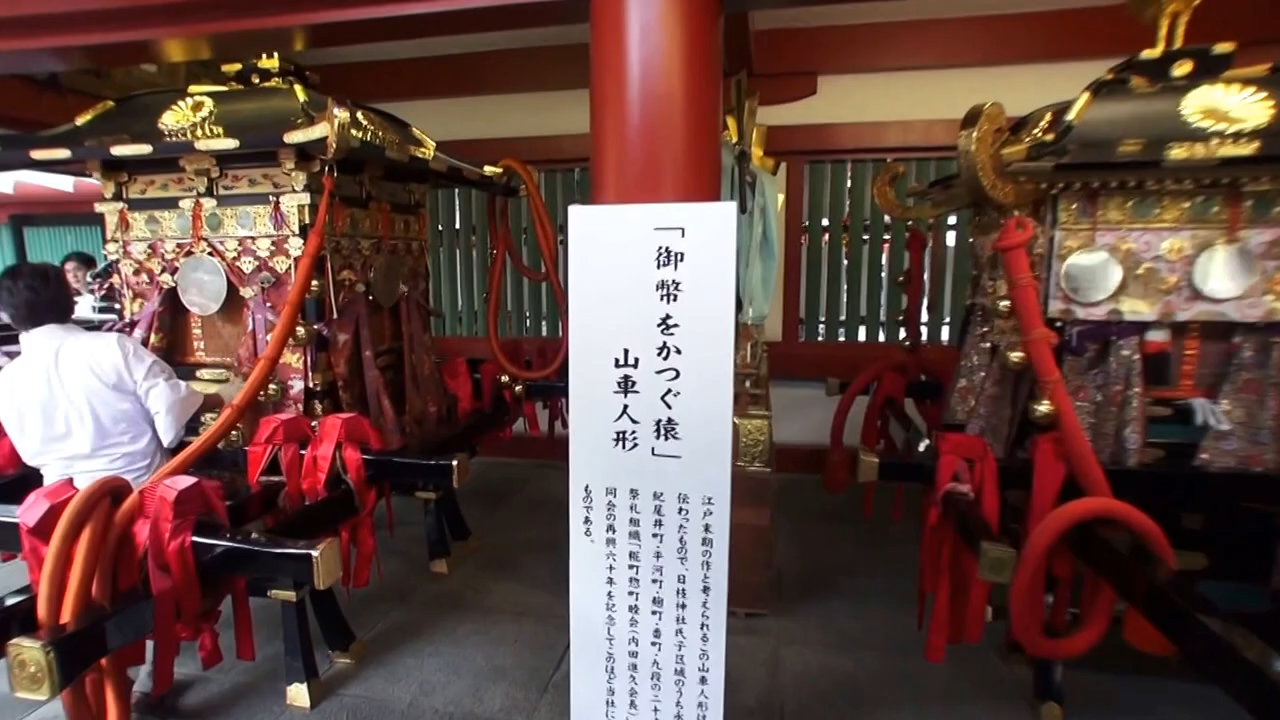 「御幣をかつぐ猿」
山車人形
江戸末期の作と考えられるこの山車人形は
伝わったもので、日枝神社氏子区域のうち永
紀尾井町・平河町・麹町・番町・九段の二十
祭礼組織「糀町惣町睦会(内田進久会長)」
同会の再興六十年を記念してこのほど当社に
ものである。